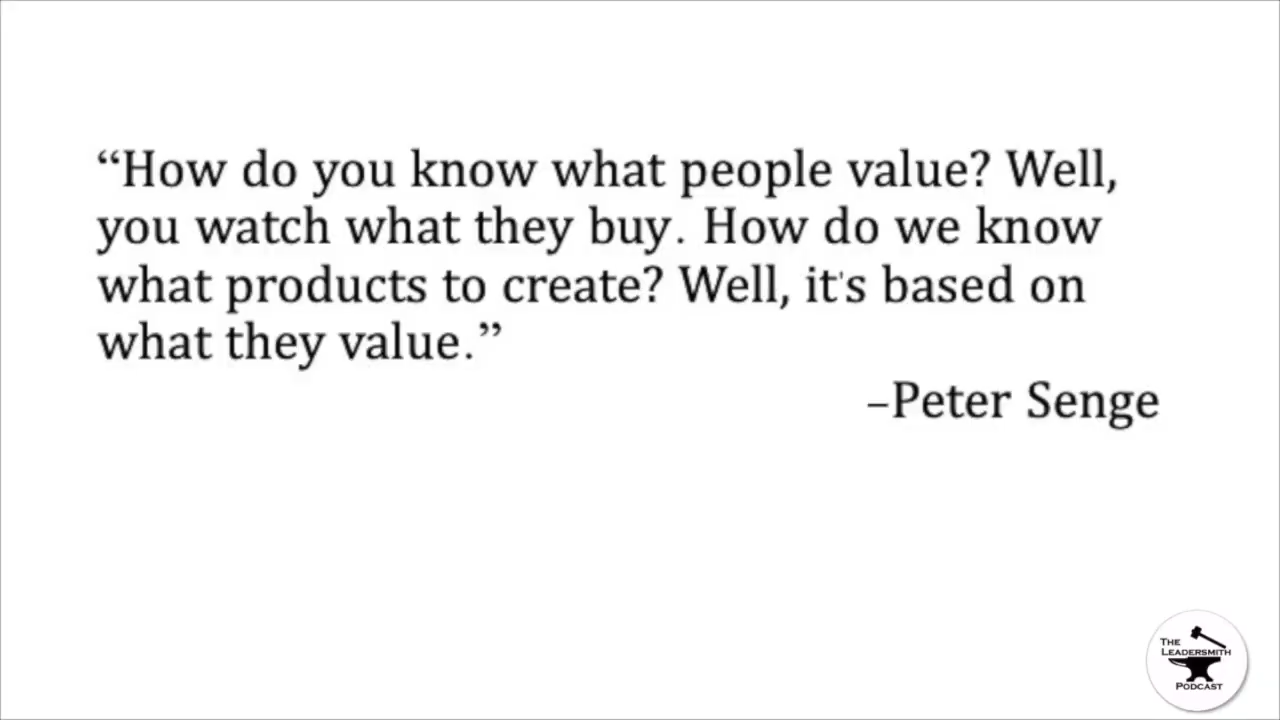 “How do you know what people value? Well,
you watch what they buy. How do we know
what products to create? Well, it's based on
what they value.”
–Peter Senge
THE
LEADERSMITH
PODCAST